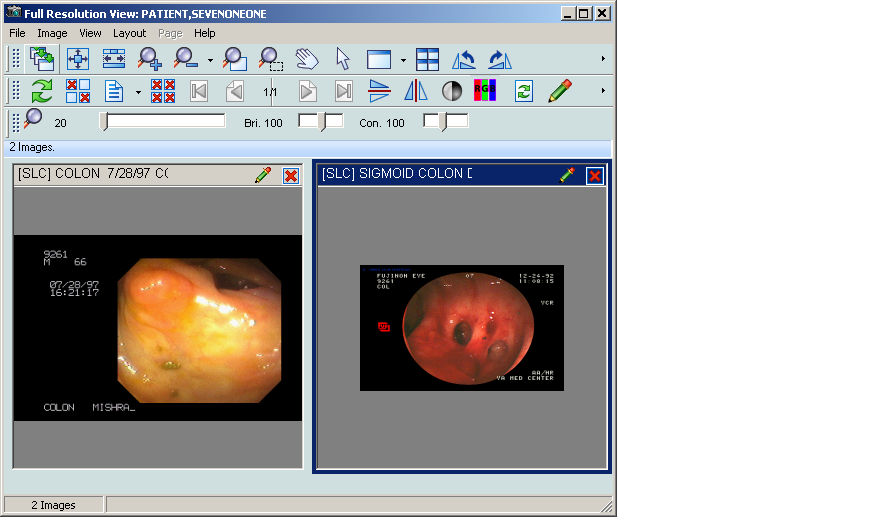 Full Resolution View: PATIENT,SEVENONEONE
File Image View Layout Page Help
1/1
RGB
20 Bri. 100 Con. 100
2 Images.
[SLC] COLON 7/28/97 CO
9261
M 66
07/28/97
16:21:17
COLON MISHRA_
[SLC] SIGMOID COLON D
FUJINON EYE 07 12-24-92
9261 11:08:15
COL
VCR
AA/HR
VA MED CENTER
2 Images